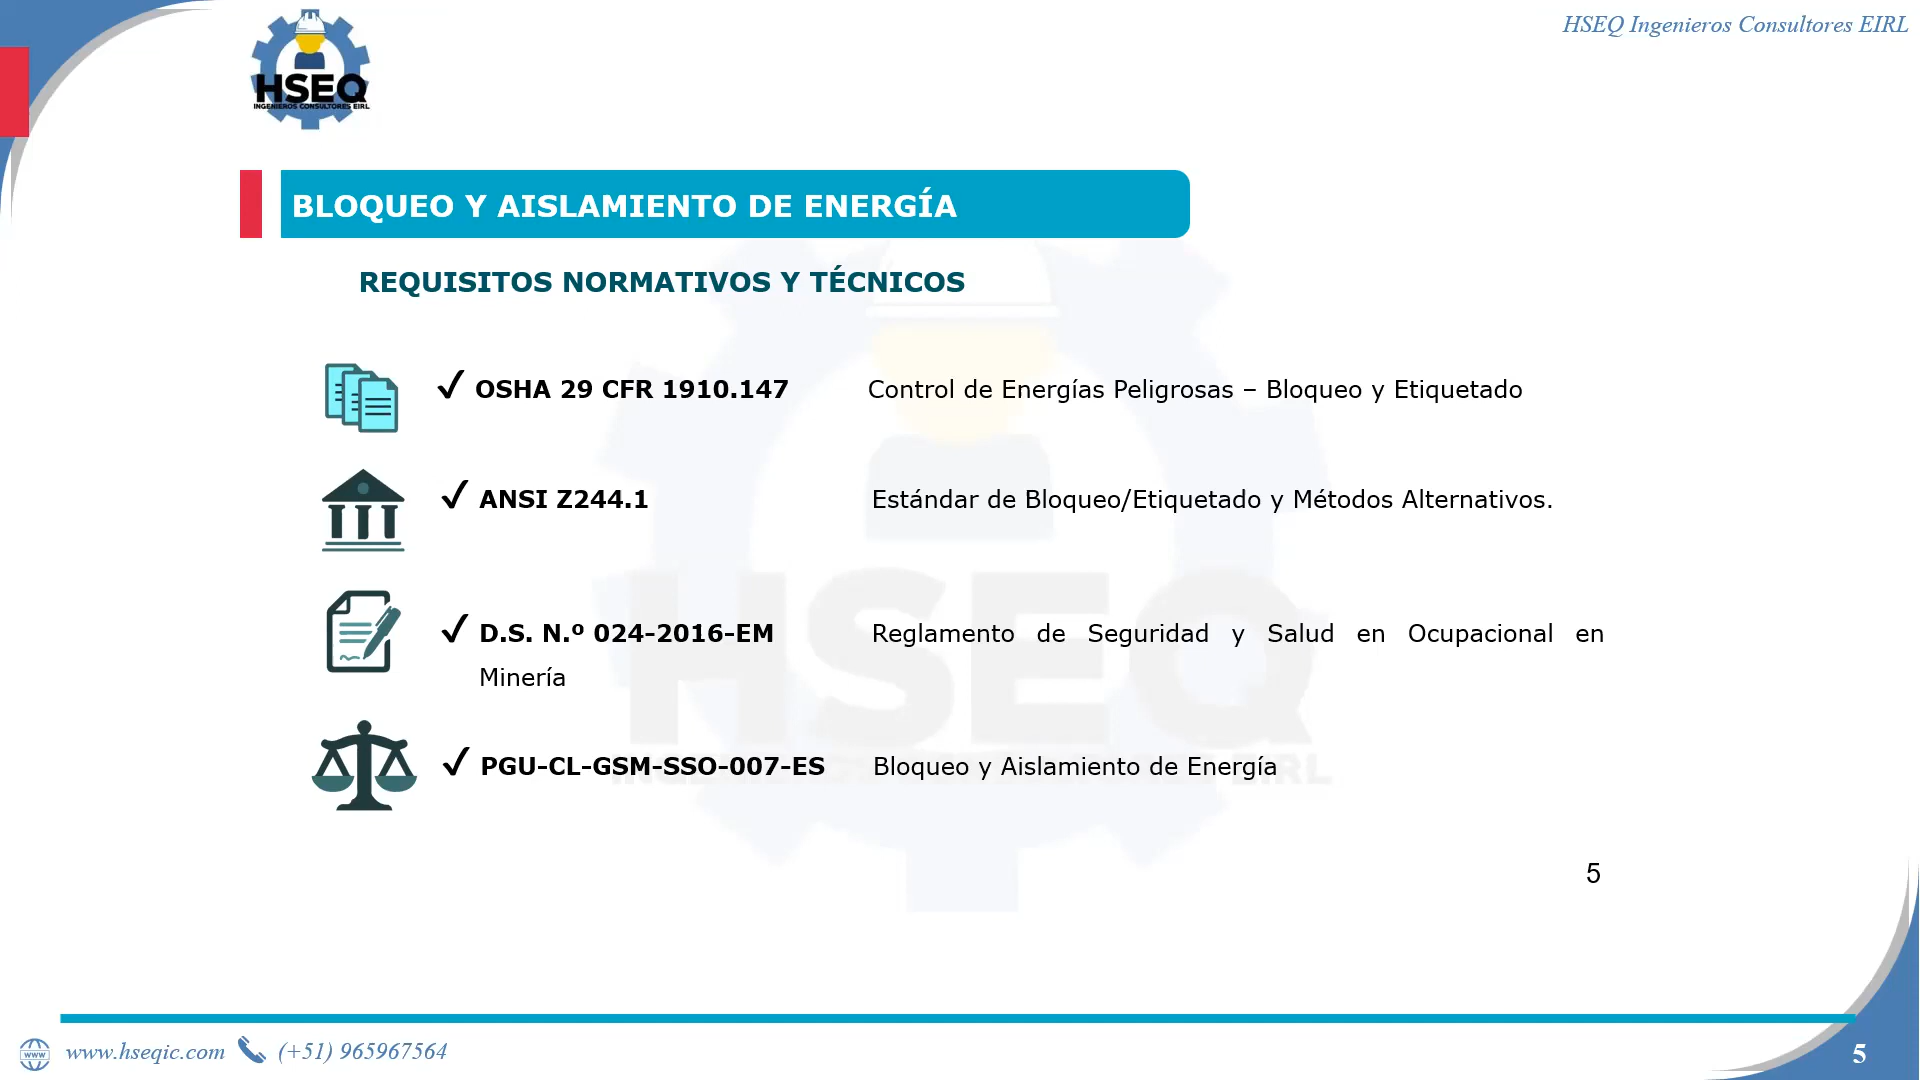 HSEQ Ingenieros Consultores EIRL
HSEQ
INGENIEROS CONSULTORES EIRL
BLOQUEO Y AISLAMIENTO DE ENERGÍA
REQUISITOS NORMATIVOS Y TÉCNICOS
✓ OSHA 29 CFR 1910.147 Control de Energías Peligrosas – Bloqueo y Etiquetado
✓ ANSI Z244.1 Estándar de Bloqueo/Etiquetado y Métodos Alternativos.
✓ D.S. N.º 024-2016-EM Reglamento de Seguridad y Salud en Ocupacional en
Minería
✓ PGU-CL-GSM-SSO-007-ES Bloqueo y Aislamiento de Energía
HSEQ
5
www www.hseqic.com (+51) 965967564
5